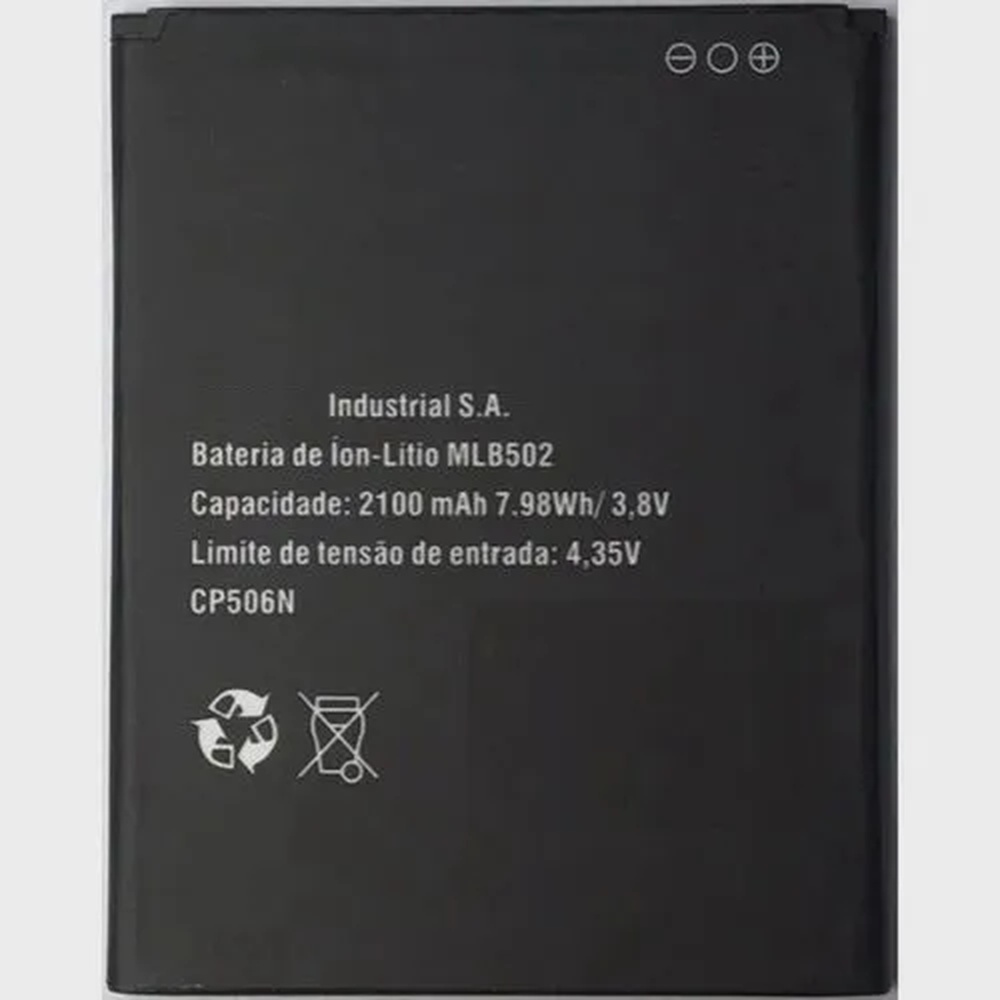 Industrial S.A.
Bateria de Íon-Lítio MLB502
Capacidade: 2100 mAh 7.98Wh/ 3,8V
Limite de tensão de entrada: 4,35V
CP506N